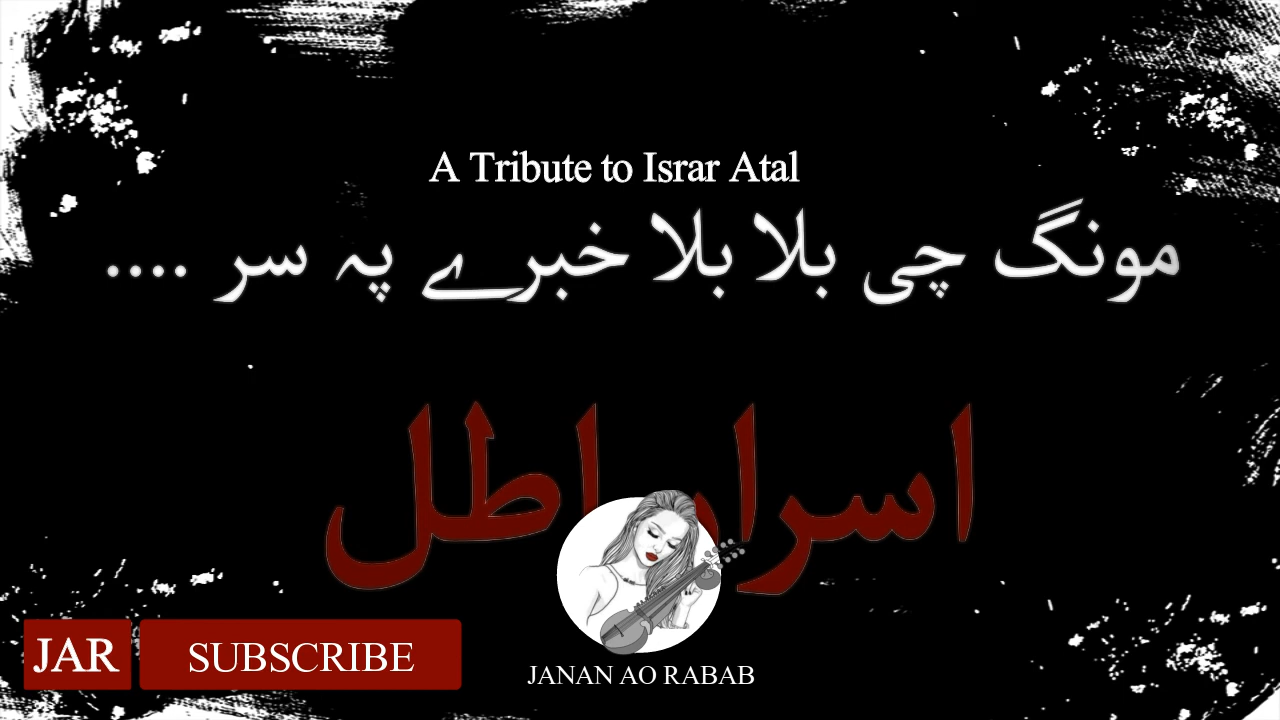 A Tribute to Israr Atal
مونگ چی بلا بلا خبرے پہ سر ....
اسرار اطل
JAR
SUBSCRIBE
JANAN AO RABAB